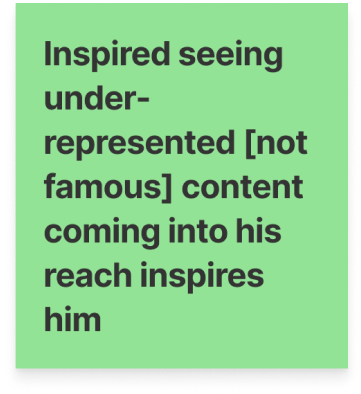 Inspired seeing
under-
represented [not
famous] content
coming into his
reach inspires
him